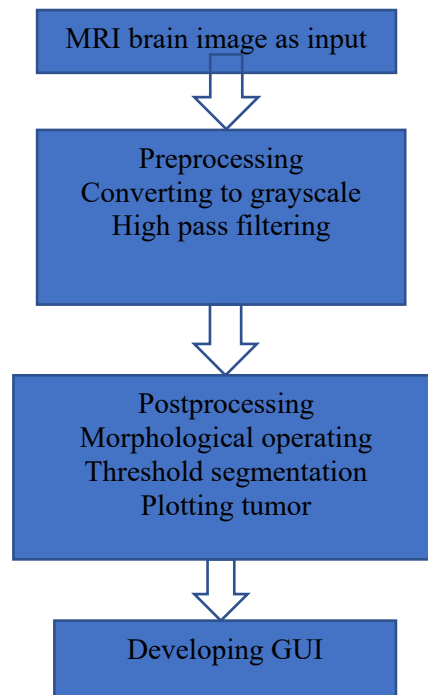 MRI brain image as input
Preprocessing
Converting to grayscale
High pass filtering
Postprocessing
Morphological operating
Threshold segmentation
Plotting tumor
Developing GUI